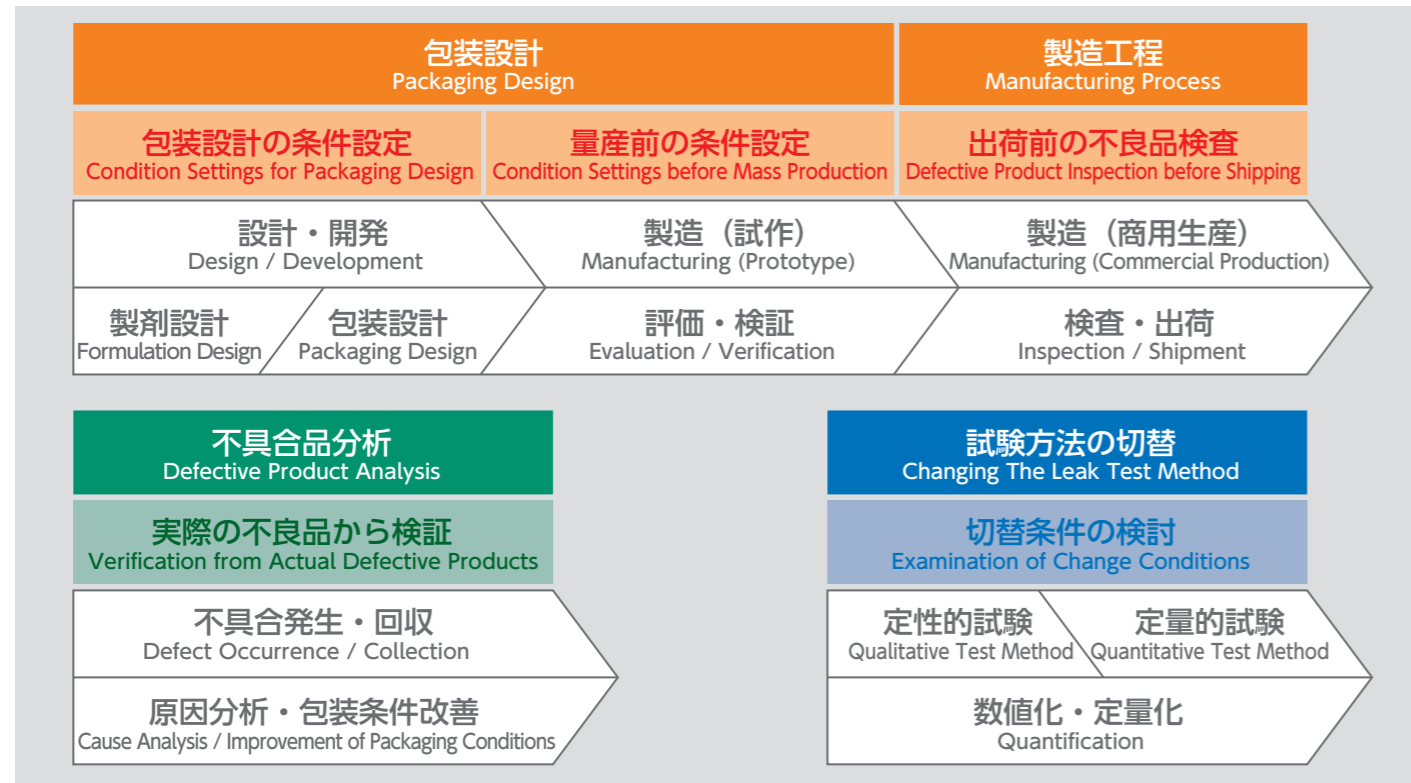 包装設計
Packaging Design
製造工程
Manufacturing Process
包装設計の条件設定
Condition Settings for Packaging Design
量産前の条件設定
Condition Settings before Mass Production
出荷前の不良品検査
Defective Product Inspection before Shipping
設計・開発
Design / Development
製造（試作）
Manufacturing (Prototype)
製造（商用生産）
Manufacturing (Commercial Production)
製剤設計
Formulation Design
包装設計
Packaging Design
評価・検証
Evaluation / Verification
検査・出荷
Inspection / Shipment
不具合品分析
Defective Product Analysis
実際の不良品から検証
Verification from Actual Defective Products
不具合発生・回収
Defect Occurrence / Collection
原因分析・包装条件改善
Cause Analysis / Improvement of Packaging Conditions
試験方法の切替
Changing The Leak Test Method
切替条件の検討
Examination of Change Conditions
定性的試験
Qualitative Test Method
定量的試験
Quantitative Test Method
数値化・定量化
Quantification